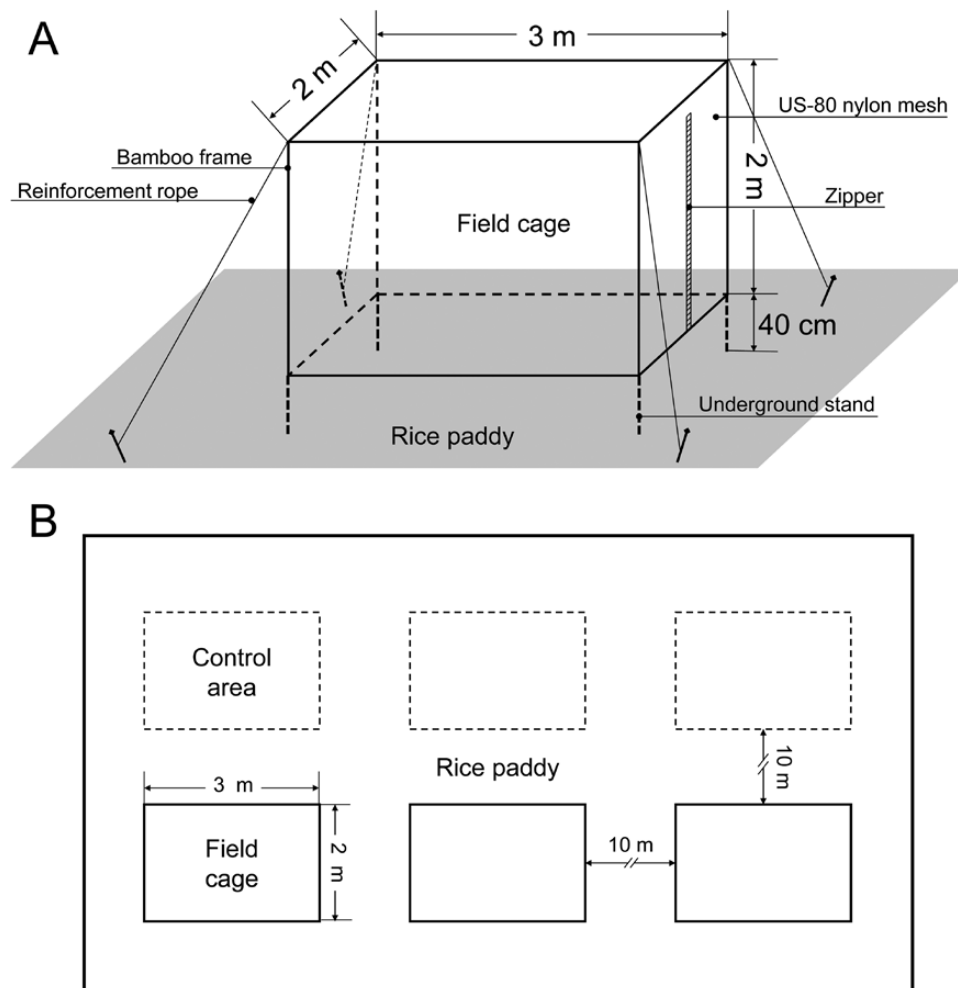 A
3 m
2 m
US-80 nylon mesh
Bamboo frame
2 m
Reinforcement rope
Zipper
Field cage
40 cm
Underground stand
Rice paddy
B
Control
area
Rice paddy
10 m
3 m
10 m
Field
cage
2 m